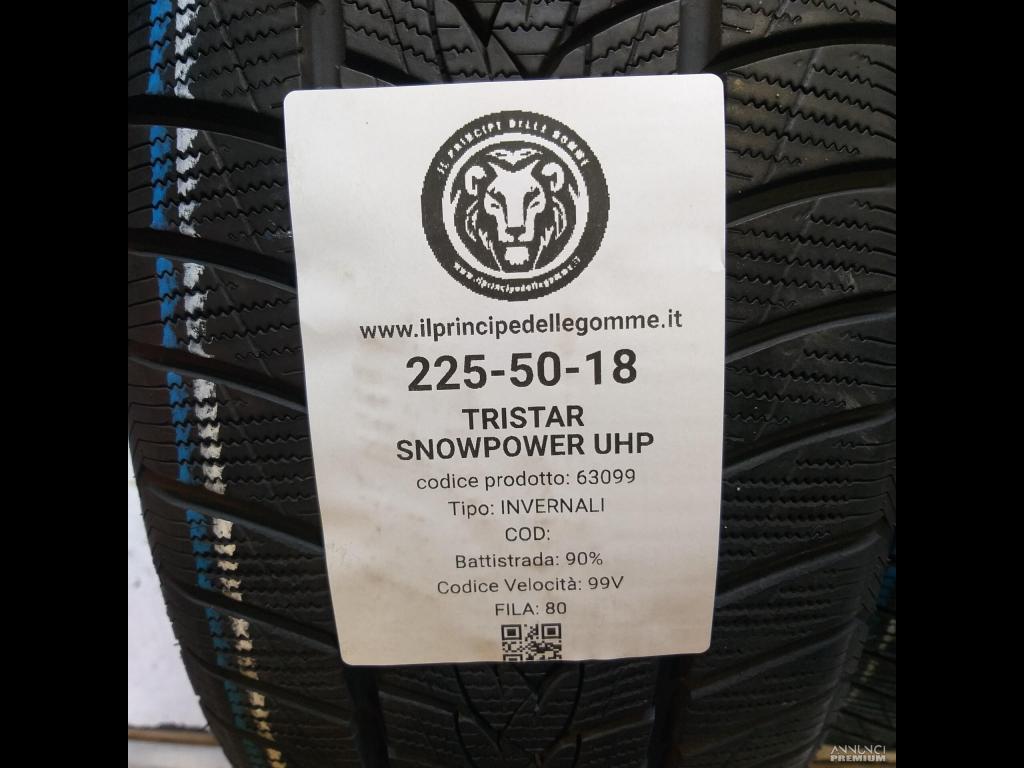 IL PRINCIPE DELLE GOMME
www.ilprincipedellegomme.it
www.ilprincipedellegomme.it
225-50-18
TRISTAR
SNOWPOWER UHP
codice prodotto: 63099
Tipo: INVERNALI
COD:
Battistrada: 90%
Codice Velocità: 99V
FILA: 80
ANNUNCI
PREMIUM